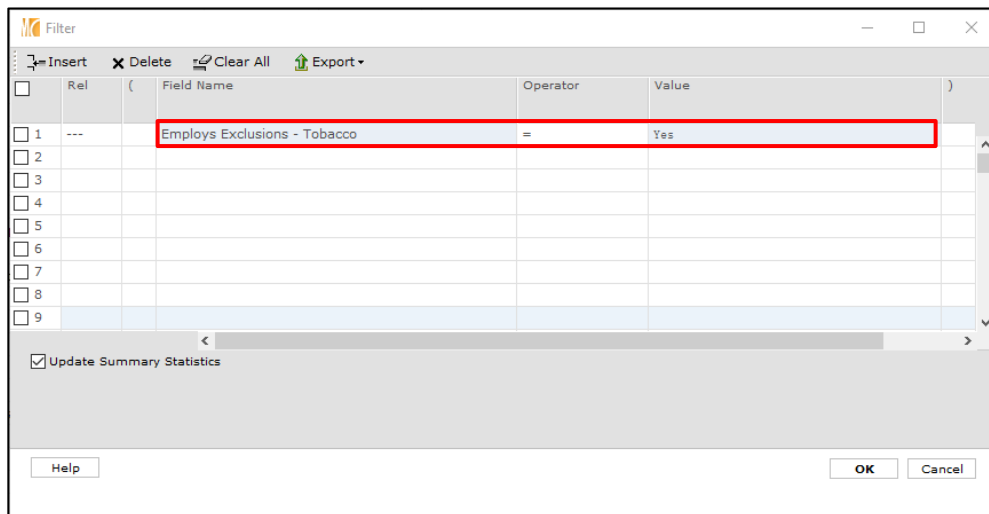 Filter
Insert Delete Clear All Export
Rel ( Field Name Operator Value )
1 --- Employs Exclusions - Tobacco = Yes
2
3
4
5
6
7
8
9
Update Summary Statistics
Help OK Cancel